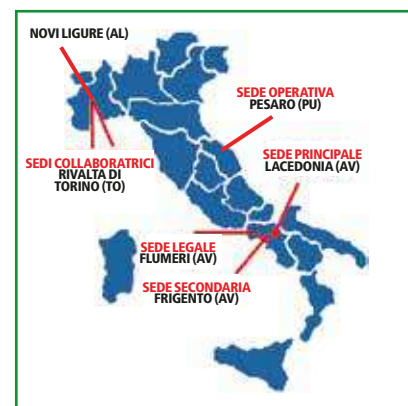 NOVI LIGURE (AL)
SEDE OPERATIVA
PESARO (PU)
SEDI COLLABORATRICI
RIVALTA DI
TORINO (TO)
SEDE PRINCIPALE
LACEDONIA (AV)
SEDE LEGALE
FLUMERI (AV)
SEDE SECONDARIA
FRIGENTO (AV)